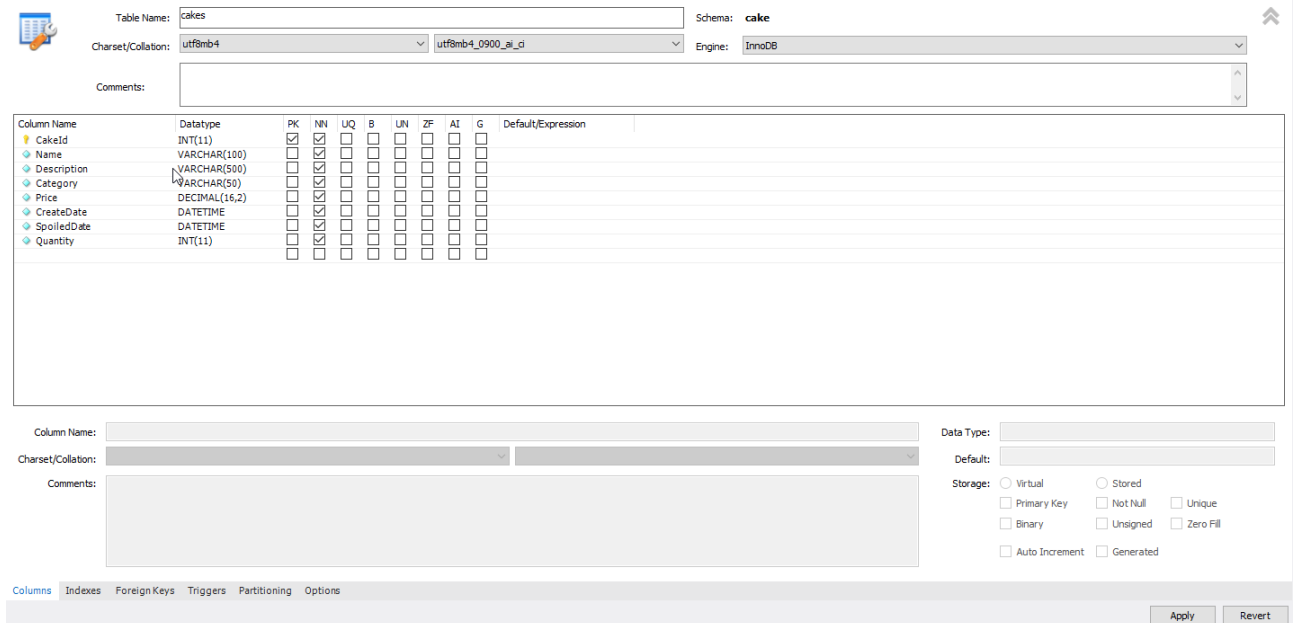 Table Name: cakes Schema: cake
Charset/Collation: utf8mb4 utf8mb4_0900_ai_ci Engine: InnoDB
Comments:
Column Name Datatype PK NN UQ B UN ZF AI G Default/Expression
CakeId INT(11)
Name VARCHAR(100)
Description VARCHAR(500)
Category VARCHAR(50)
Price DECIMAL(16,2)
CreateDate DATETIME
SpoiledDate DATETIME
Quantity INT(11)
Column Name: Data Type:
Charset/Collation: Default:
Comments: Storage: Virtual Stored
Primary Key Not Null Unique
Binary Unsigned Zero Fill
Auto Increment Generated
Columns Indexes Foreign Keys Triggers Partitioning Options
Apply Revert